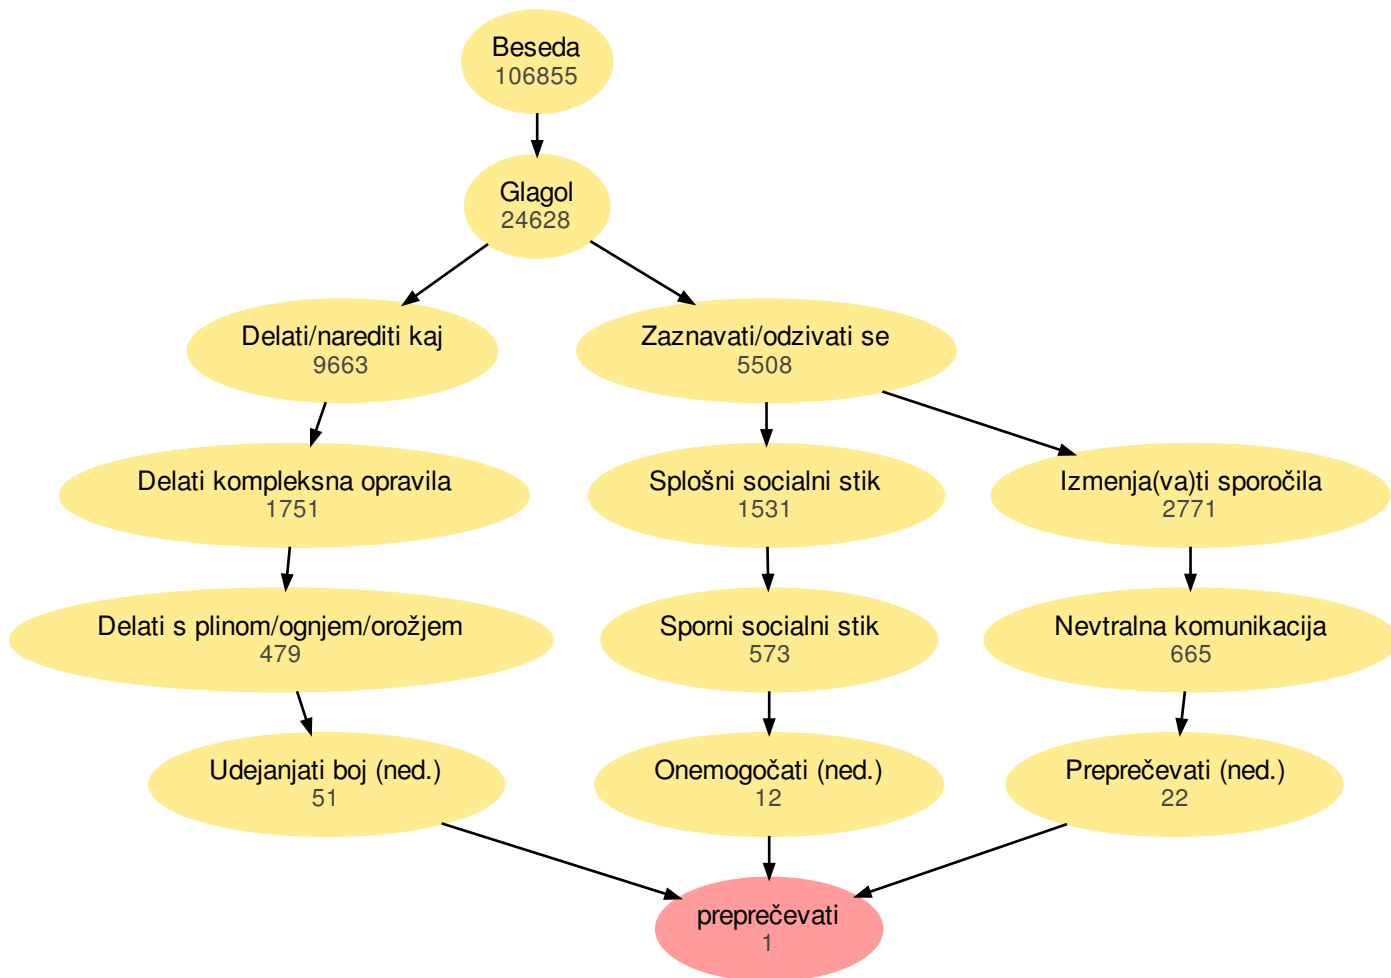 Beseda
106855
Glagol
24628
Delati/narediti kaj
9663
Zaznavati/odzivati se
5508
Delati kompleksna opravila
1751
Splošni socialni stik
1531
Izmenja(va)ti sporočila
2771
Delati s plinom/ognjem/orožjem
479
Sporni socialni stik
573
Nevtralna komunikacija
665
Udejanjati boj (ned.)
51
Onemogočati (ned.)
12
Preprečevati (ned.)
22
preprečevati
1